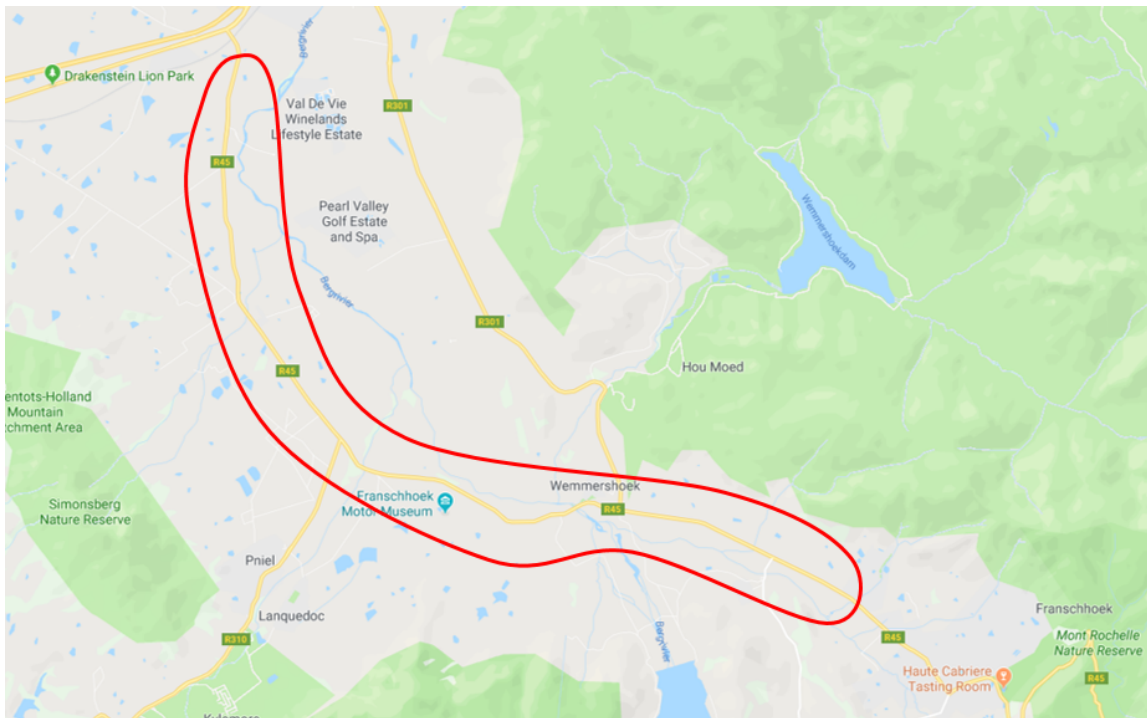 Bergrivier
Drakenstein Lion Park
Val De Vie
Winelands
Lifestyle Estate
R301
R45
Pearl Valley
Golf Estate
and Spa
Wemmershoekdam
Bergrivier
R301
R45
Hou Moed
entots-Holland
Mountain
tchment Area
Simonsberg
Nature Reserve
Franschhoek
Motor Museum
Wemmershoek
R45
Pniel
Lanquedoc
R310
Bergrivier
R45
Franschhoek
Mont Rochelle
Nature Reserve
Haute Cabriere
Tasting Room
R45